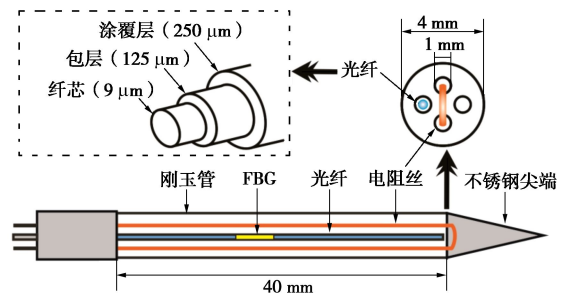 涂覆层（250 μm）
包层（125 μm）
纤芯（9 μm）
4 mm
1 mm
光纤
刚玉管
FBG
光纤
电阻丝
不锈钢尖端
40 mm